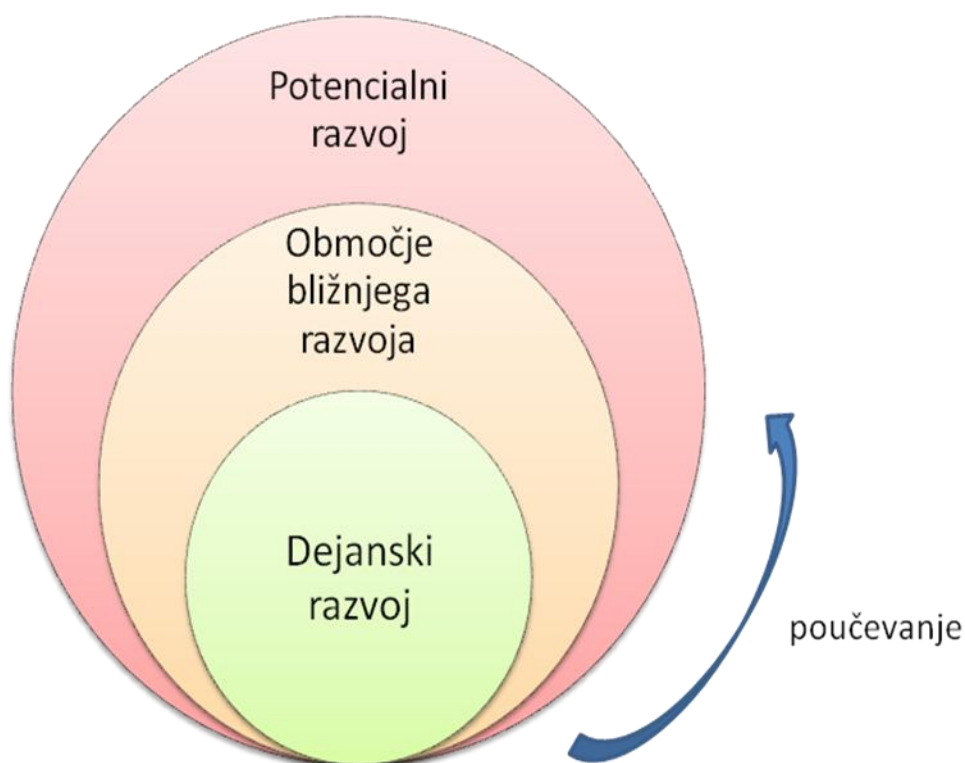 Potencialni
razvoj
Območje
bližnjega
razvoja
Dejanski
razvoj
poučevanje